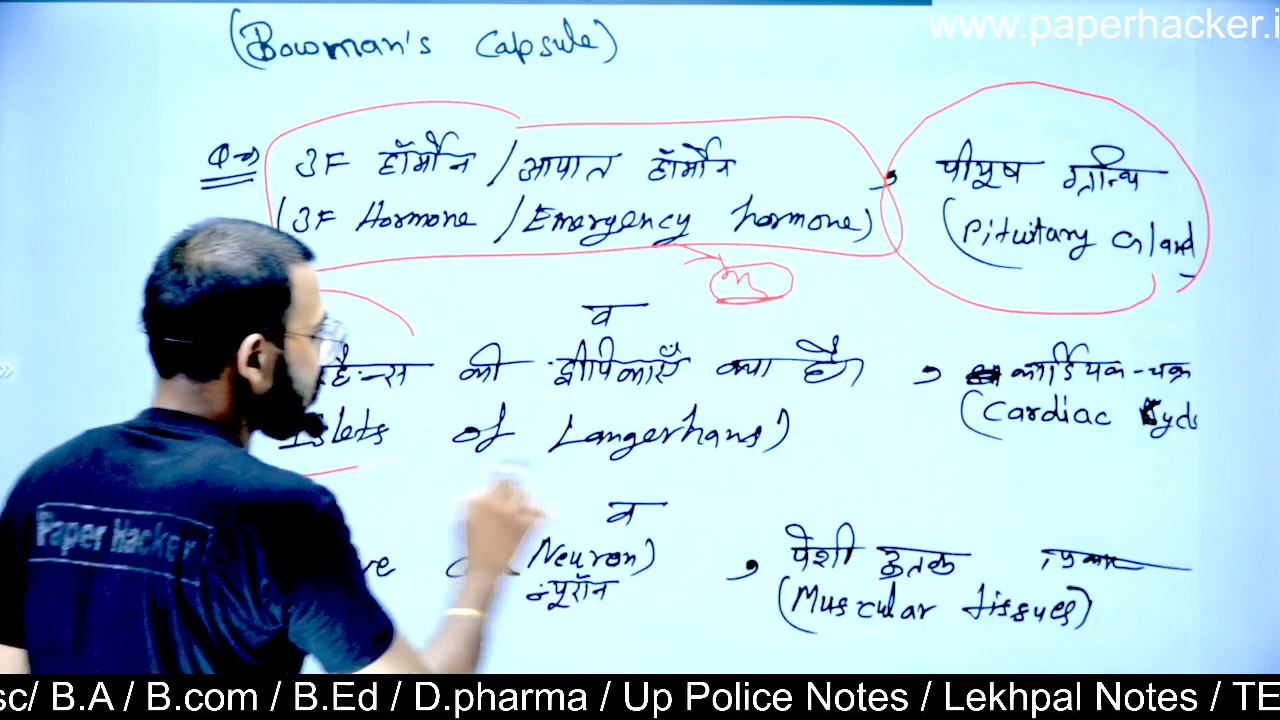 www.paperhacker.i
(Bowman's Capsule)
Q⇒ 3F हॉर्मोन / आपात हॉर्मोन , पीयूष ग्रन्थि
(3F Hormone / Emergency hormone) (Pituitary Gland
व
हैन्स की द्वीपिकाएँ क्या है। , कार्डियक-चक्र
Islets of Langerhans) (Cardiac
व
(Neuron) , पेशी ऊतक
न्यूरॉन (Muscular tissues)
Paper Hacker
sc/ B.A / B.com / B.Ed / D.pharma / Up Police Notes / Lekhpal Notes / TE